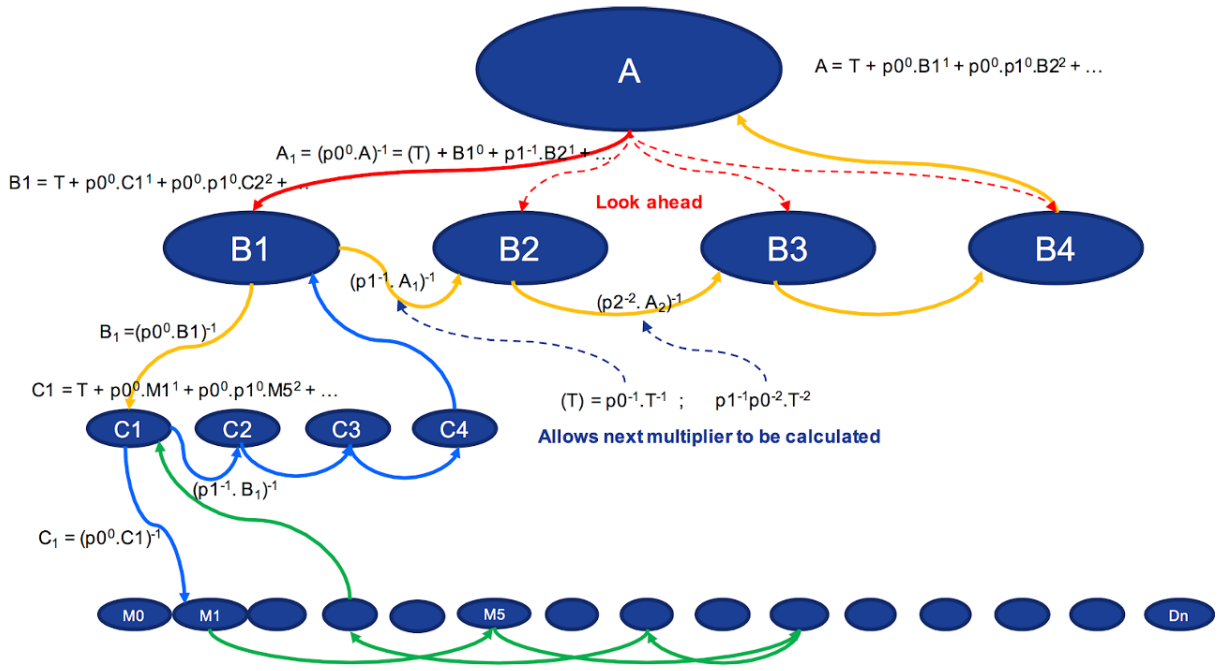 A
A = T + p0⁰.B1¹ + p0⁰.p1⁰.B2² + …
A₁ = (p0⁰.A)⁻¹ = (T) + B1⁰ + p1⁻¹.B2¹ + …
B1 = T + p0⁰.C1¹ + p0⁰.p1⁰.C2² + …
Look ahead
B1
B2
B3
B4
(p1⁻¹. A₁)⁻¹
(p2⁻². A₂)⁻¹
B₁ =(p0⁰.B1)⁻¹
C1 = T + p0⁰.M1¹ + p0⁰.p1⁰.M5² + …
(T) = p0⁻¹.T⁻¹ ; p1⁻¹p0⁻².T⁻²
Allows next multiplier to be calculated
C1
C2
C3
C4
(p1⁻¹. B₁)⁻¹
C₁ = (p0⁰.C1)⁻¹
M0
M1
M5
Dn